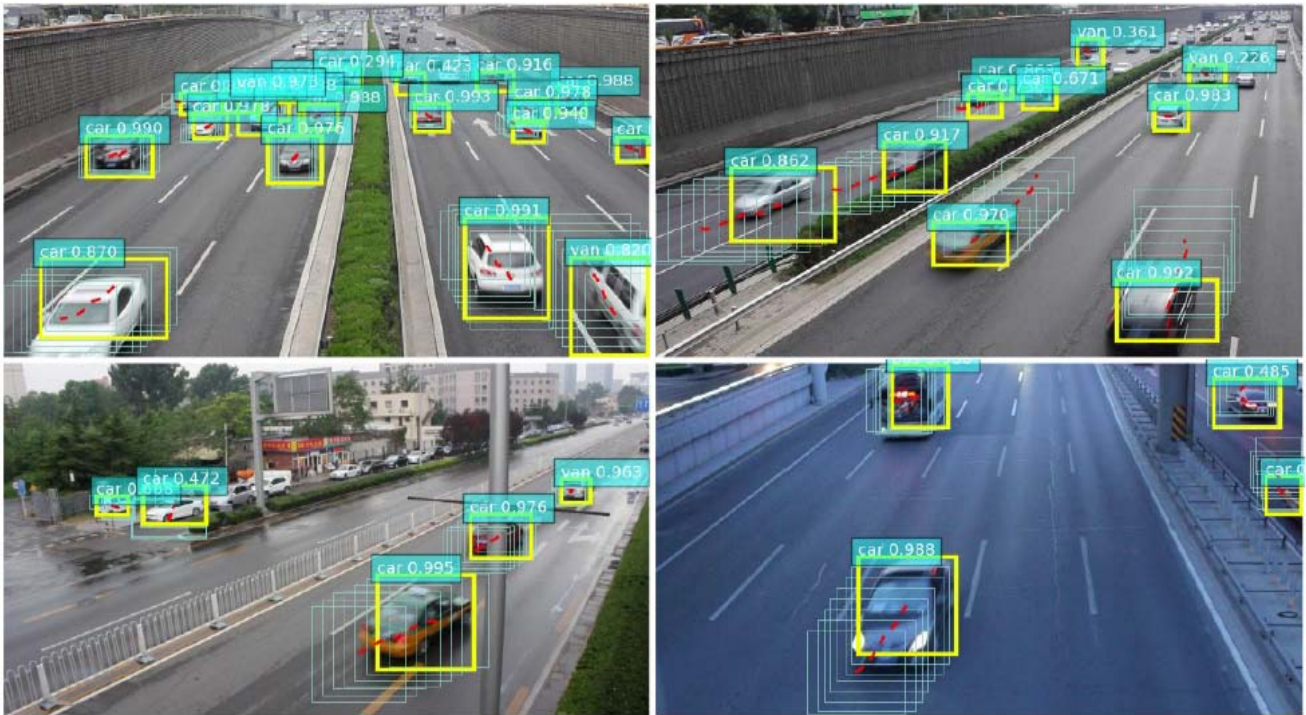 car 0.294
car 0.423
car 0.916
van 0.973
car 0.993
car 0.978
car 0.940
car 0.990
car 0.976
car
car 0.991
van 0.820
car 0.870
van 0.361
van 0.226
0.671
car 0.983
car 0.917
car 0.862
car 0.970
car 0.992
car 0.472
van 0.963
car 0.976
car 0.995
car 0.485
car 0.988